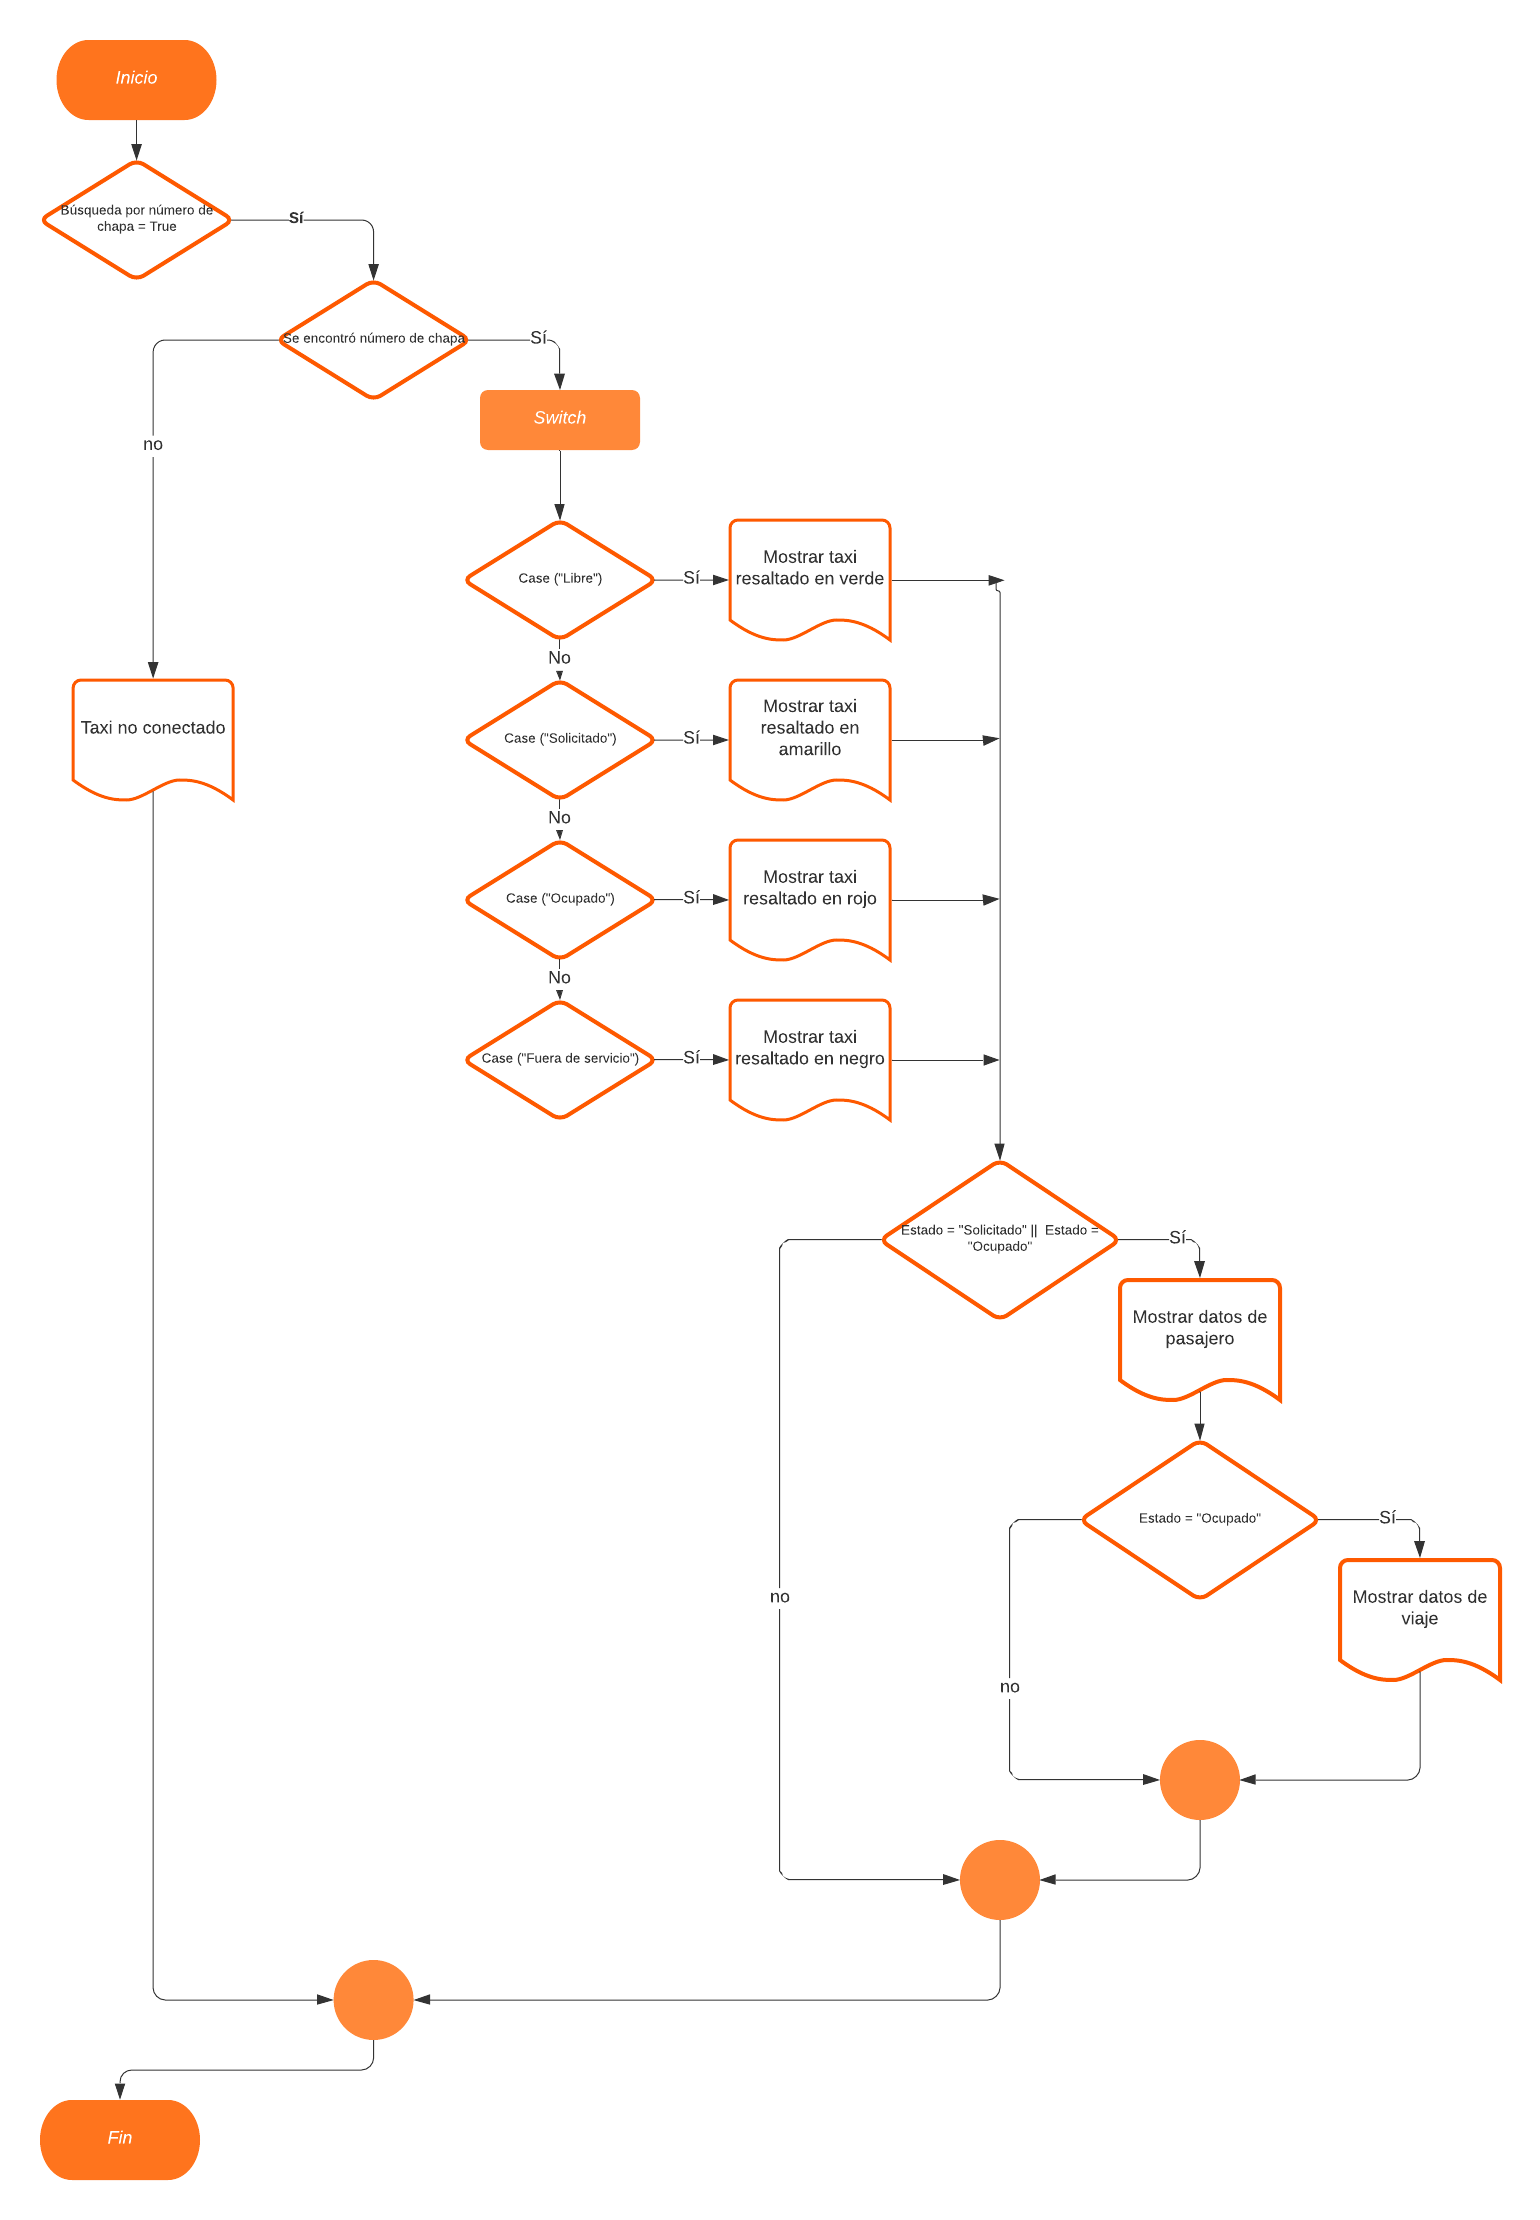 Inicio
Búsqueda por número de
chapa = True
Sí
Se encontró número de chapa
Sí
no
Switch
Case ("Libre")
Sí
Mostrar taxi
resaltado en verde
No
Case ("Solicitado")
Sí
Mostrar taxi
resaltado en
amarillo
Taxi no conectado
No
Case ("Ocupado")
Sí
Mostrar taxi
resaltado en rojo
No
Case ("Fuera de servicio")
Sí
Mostrar taxi
resaltado en negro
Estado = "Solicitado" || Estado =
"Ocupado"
Sí
Mostrar datos de
pasajero
Estado = "Ocupado"
Sí
no
Mostrar datos de
viaje
no
Fin